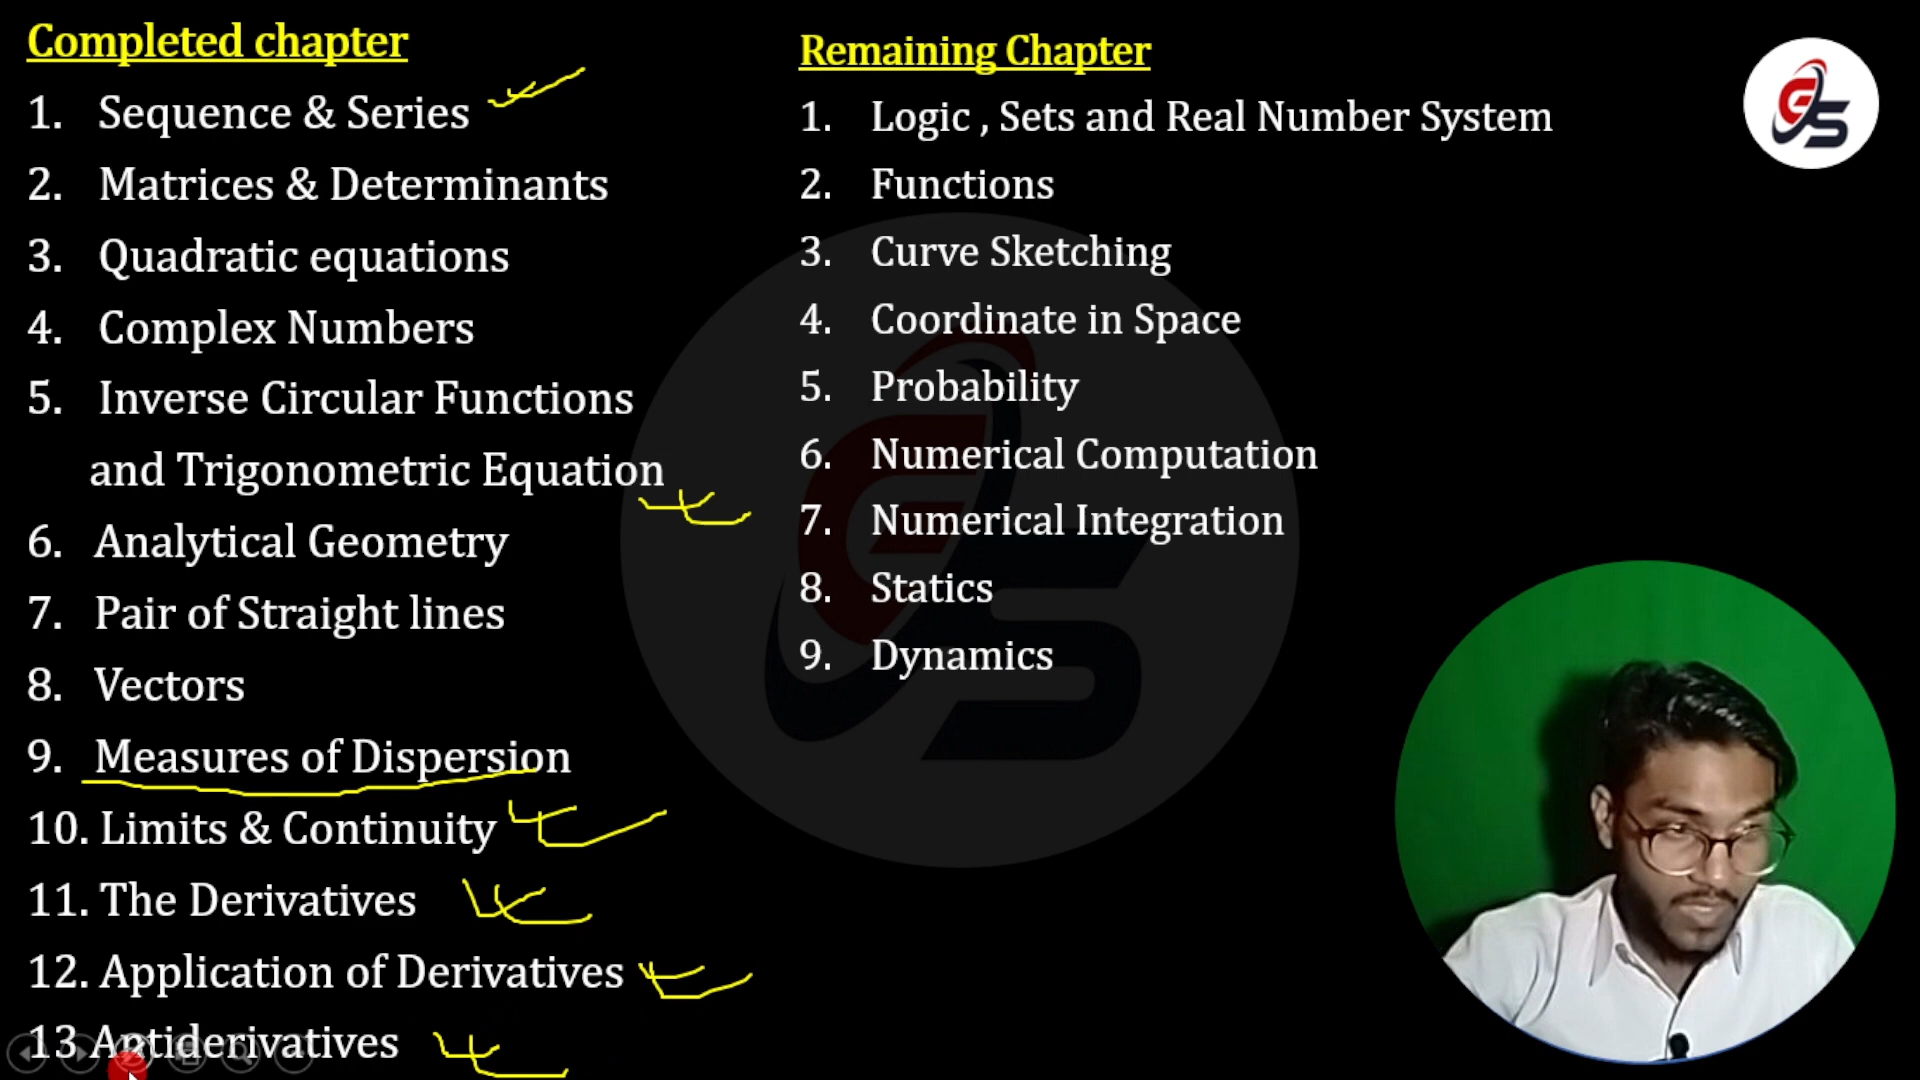 Completed chapter
1. Sequence & Series
2. Matrices & Determinants
3. Quadratic equations
4. Complex Numbers
5. Inverse Circular Functions
and Trigonometric Equation
6. Analytical Geometry
7. Pair of Straight lines
8. Vectors
9. Measures of Dispersion
10. Limits & Continuity
11. The Derivatives
12. Application of Derivatives
13 Antiderivatives
Remaining Chapter
1. Logic , Sets and Real Number System
2. Functions
3. Curve Sketching
4. Coordinate in Space
5. Probability
6. Numerical Computation
7. Numerical Integration
8. Statics
9. Dynamics